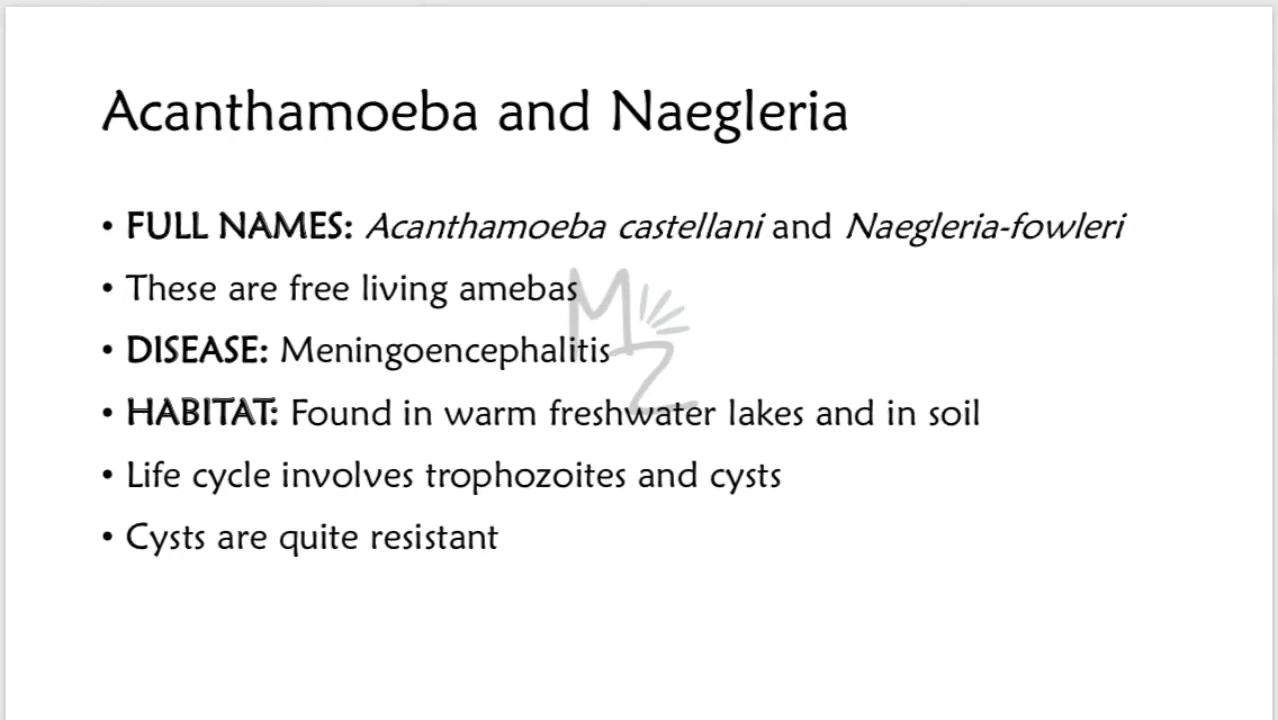 Acanthamoeba and Naegleria
• FULL NAMES: Acanthamoeba castellani and Naegleria-fowleri
• These are free living amebas
• DISEASE: Meningoencephalitis
• HABITAT: Found in warm freshwater lakes and in soil
• Life cycle involves trophozoites and cysts
• Cysts are quite resistant
MZ